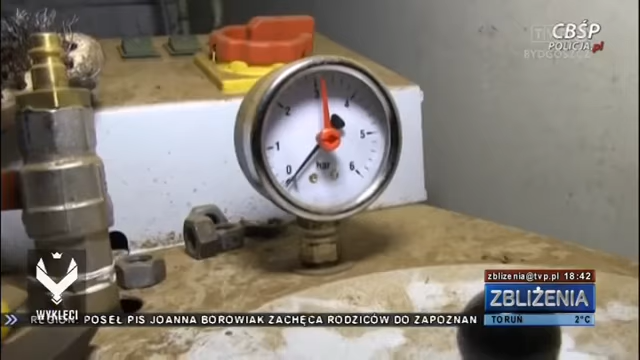 CBŚP
POLICJA.pl
BYDGOSZCZ
2
3
4
1
5
0
bar
6
zblizenia@tvp.pl 18:42
ZBLIŻENIA
TORUŃ 2°C
WYKLĘCI
REGION: POSEŁ PIS JOANNA BOROWIAK ZACHĘCA RODZICÓW DO ZAPOZNAN